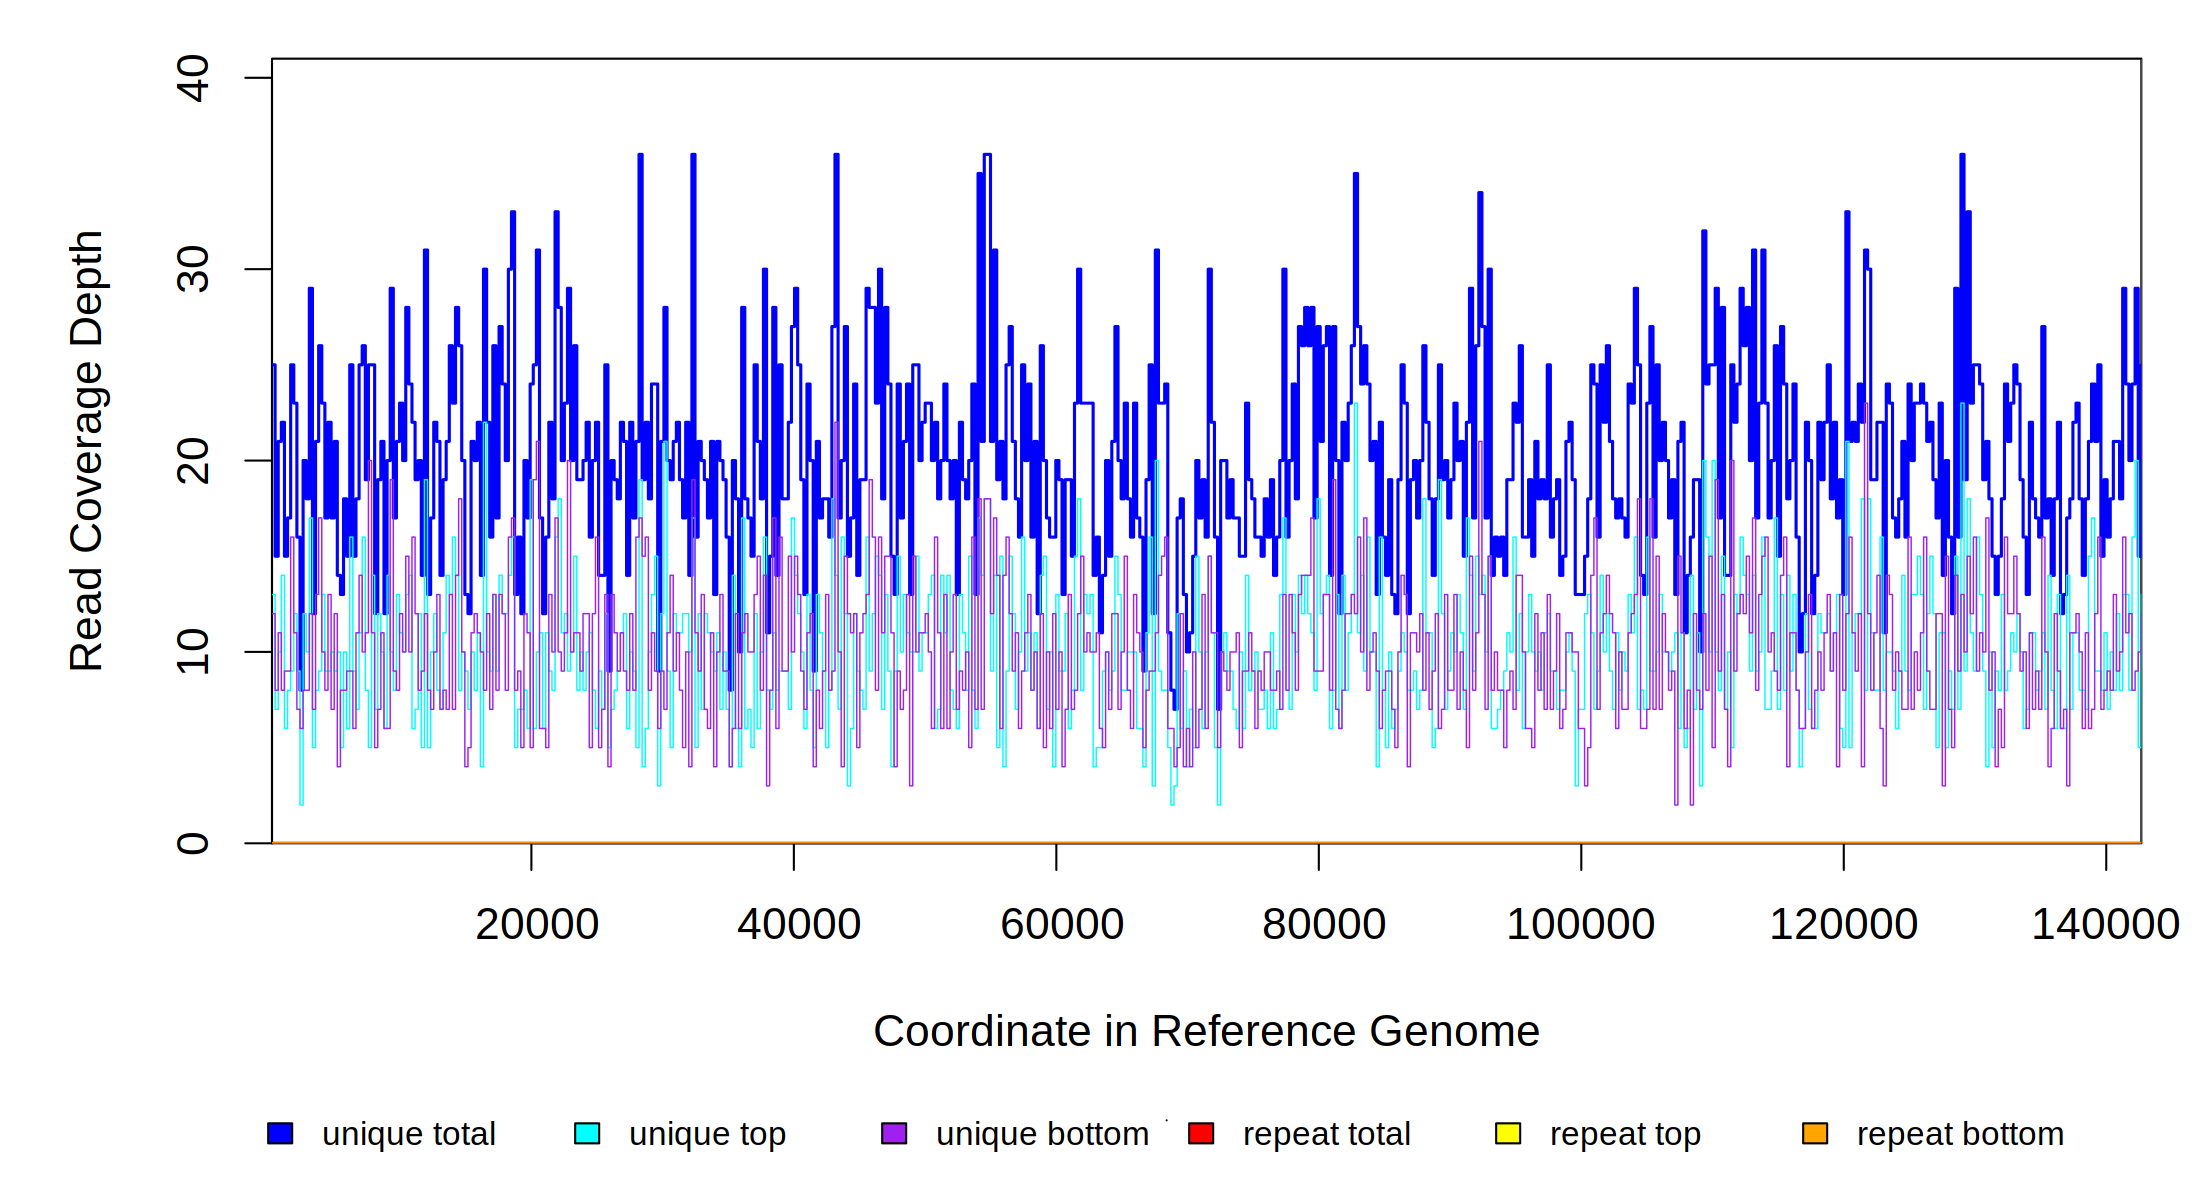 40
30
20
10
0
Read Coverage Depth
20000 40000 60000 80000 100000 120000 140000
Coordinate in Reference Genome
unique total unique top unique bottom repeat total repeat top repeat bottom